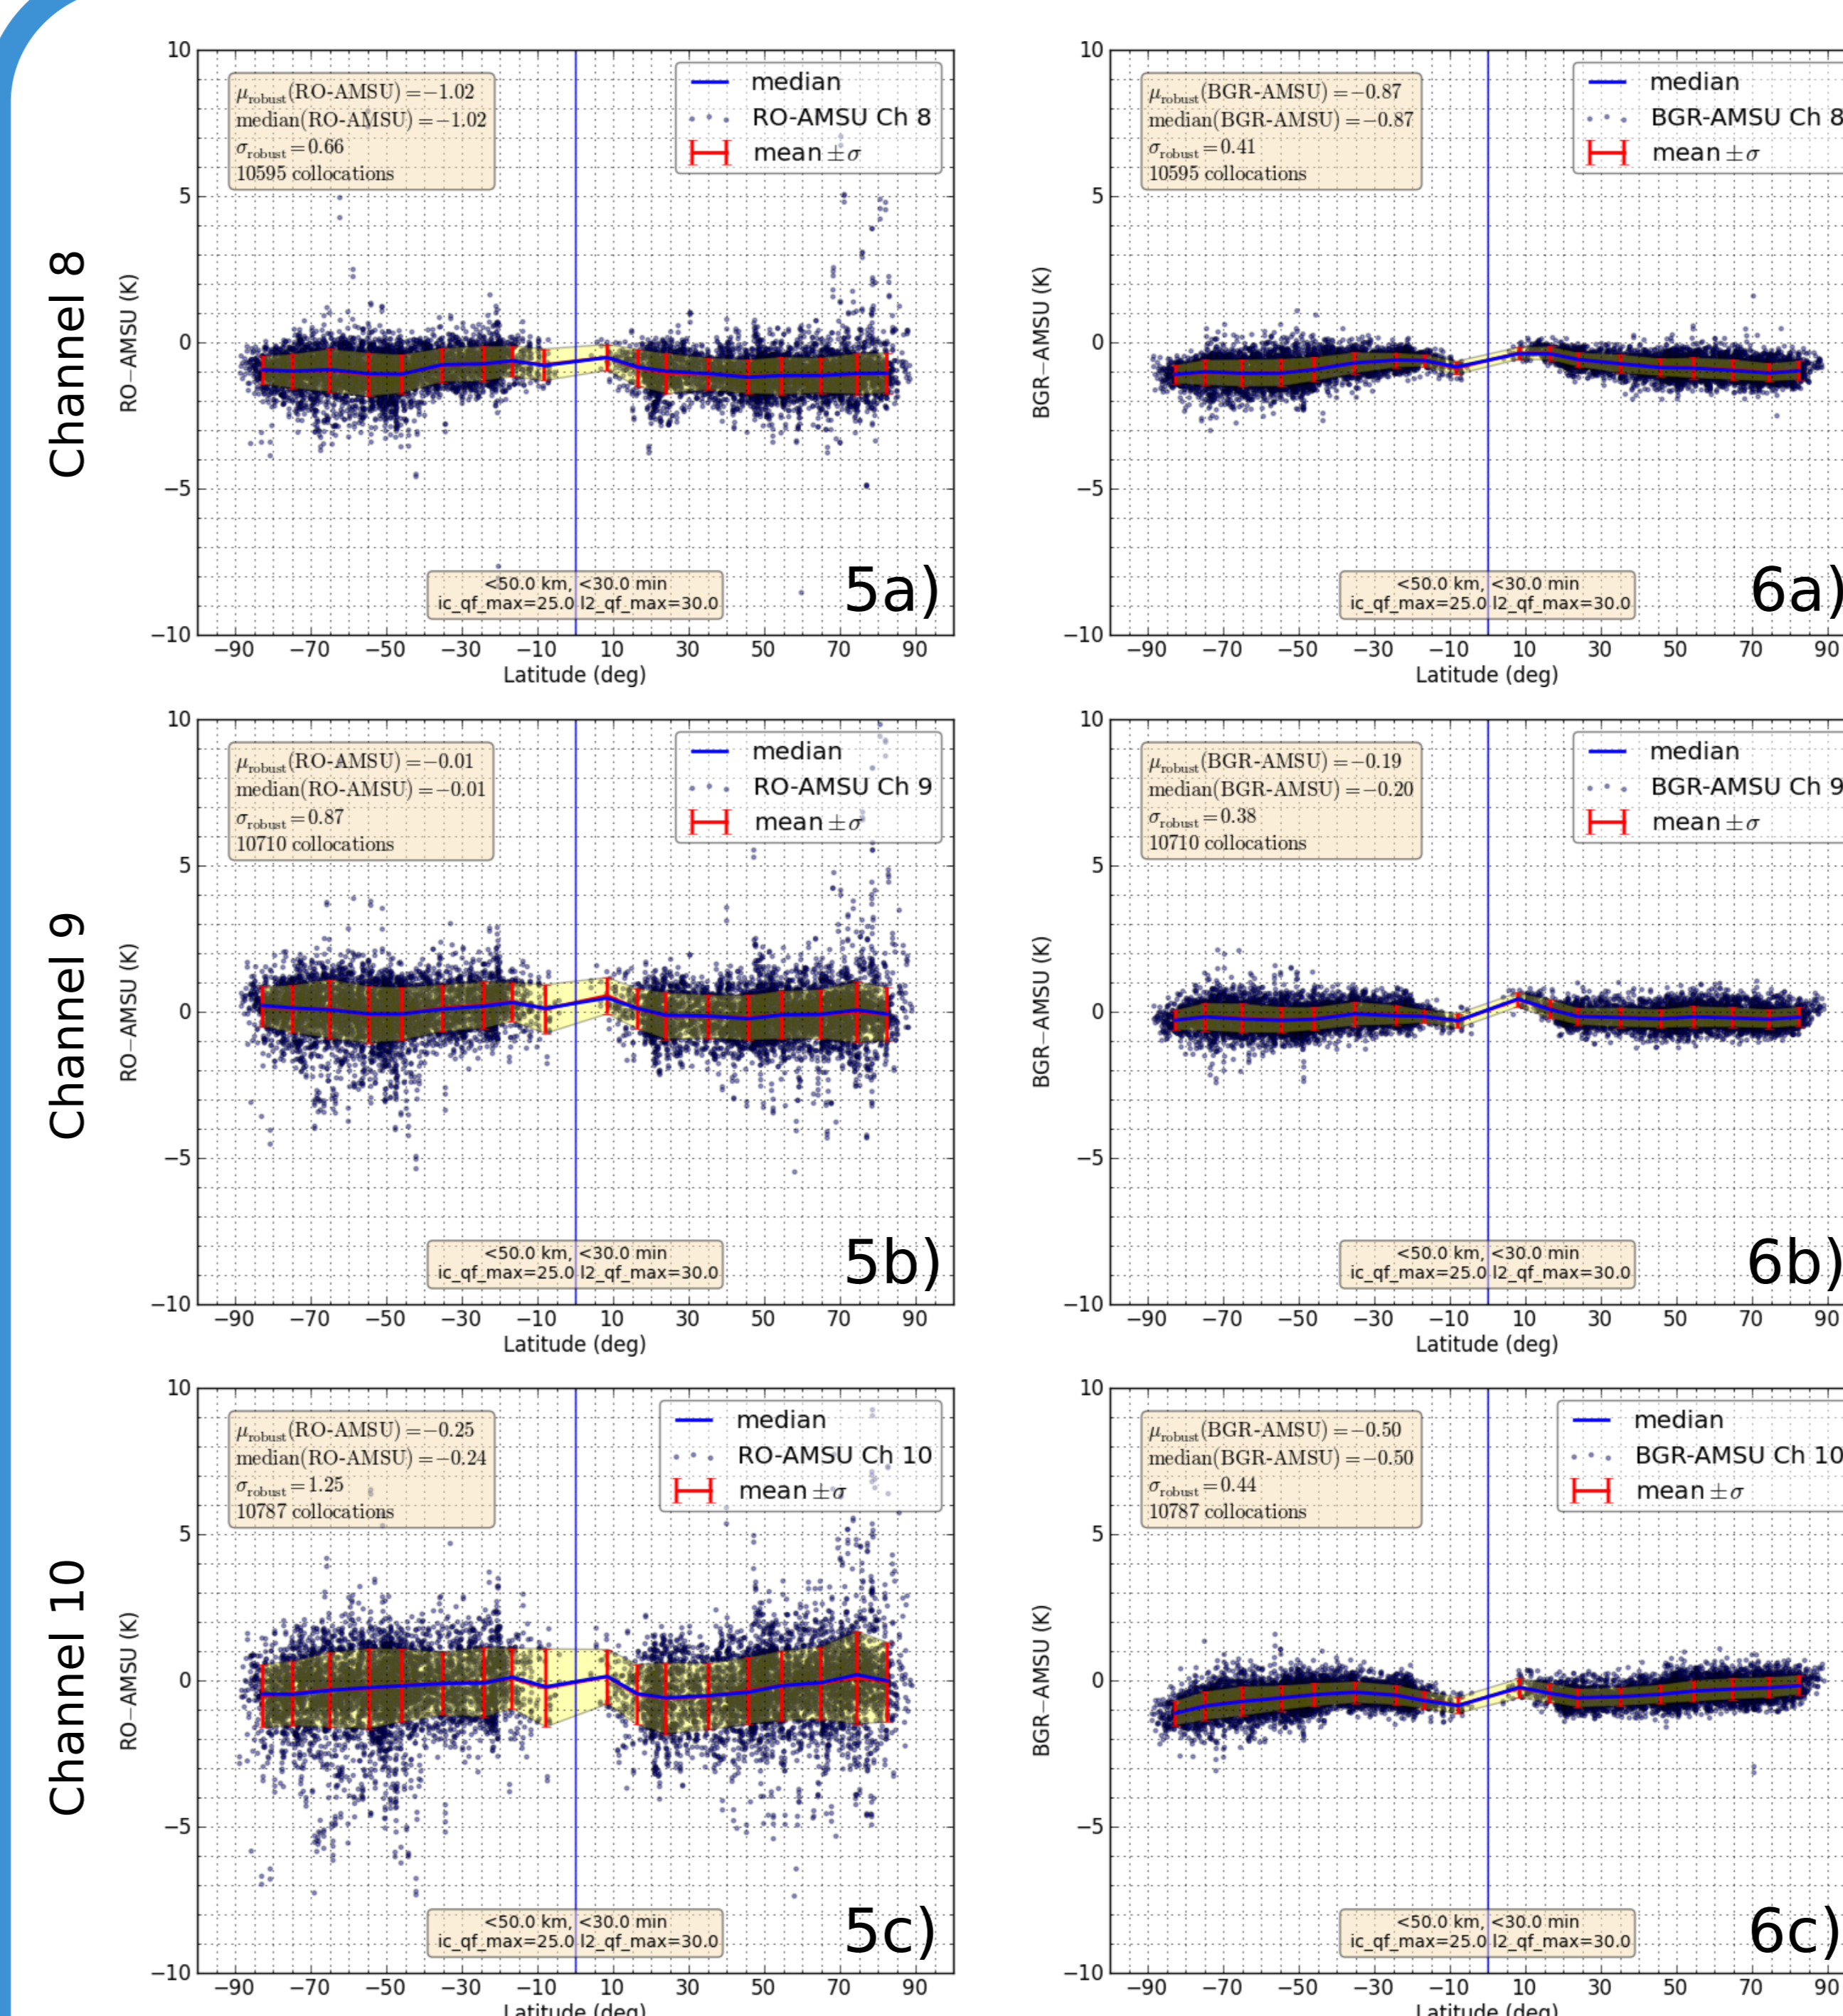 Channel 8
10
5
0
−5
−10
RO−AMSU (K)
μrobust(RO-AMSU) = −1.02
median(RO-AMSU) = −1.02
σrobust = 0.66
10595 collocations
median
RO-AMSU Ch 8
mean ± σ
<50.0 km, <30.0 min
ic_qf_max=25.0 l2_qf_max=30.0
5a)
−90 −70 −50 −30 −10 10 30 50 70 90
Latitude (deg)
10
5
0
−5
−10
BGR−AMSU (K)
μrobust(BGR-AMSU) = −0.87
median(BGR-AMSU) = −0.87
σrobust = 0.41
10595 collocations
median
BGR-AMSU Ch 8
mean ± σ
<50.0 km, <30.0 min
ic_qf_max=25.0 l2_qf_max=30.0
6a)
−90 −70 −50 −30 −10 10 30 50 70 90
Latitude (deg)
Channel 9
10
5
0
−5
−10
RO−AMSU (K)
μrobust(RO-AMSU) = −0.01
median(RO-AMSU) = −0.01
σrobust = 0.87
10710 collocations
median
RO-AMSU Ch 9
mean ± σ
<50.0 km, <30.0 min
ic_qf_max=25.0 l2_qf_max=30.0
5b)
−90 −70 −50 −30 −10 10 30 50 70 90
Latitude (deg)
10
5
0
−5
−10
BGR−AMSU (K)
μrobust(BGR-AMSU) = −0.19
median(BGR-AMSU) = −0.20
σrobust = 0.38
10710 collocations
median
BGR-AMSU Ch 9
mean ± σ
<50.0 km, <30.0 min
ic_qf_max=25.0 l2_qf_max=30.0
6b)
−90 −70 −50 −30 −10 10 30 50 70 90
Latitude (deg)
Channel 10
10
5
0
−5
−10
RO−AMSU (K)
μrobust(RO-AMSU) = −0.25
median(RO-AMSU) = −0.24
σrobust = 1.25
10787 collocations
median
RO-AMSU Ch 10
mean ± σ
<50.0 km, <30.0 min
ic_qf_max=25.0 l2_qf_max=30.0
5c)
−90 −70 −50 −30 −10 10 30 50 70 90
Latitude (deg)
10
5
0
−5
−10
BGR−AMSU (K)
μrobust(BGR-AMSU) = −0.50
median(BGR-AMSU) = −0.50
σrobust = 0.44
10787 collocations
median
BGR-AMSU Ch 10
mean ± σ
<50.0 km, <30.0 min
ic_qf_max=25.0 l2_qf_max=30.0
6c)
−90 −70 −50 −30 −10 10 30 50 70 90
Latitude (deg)